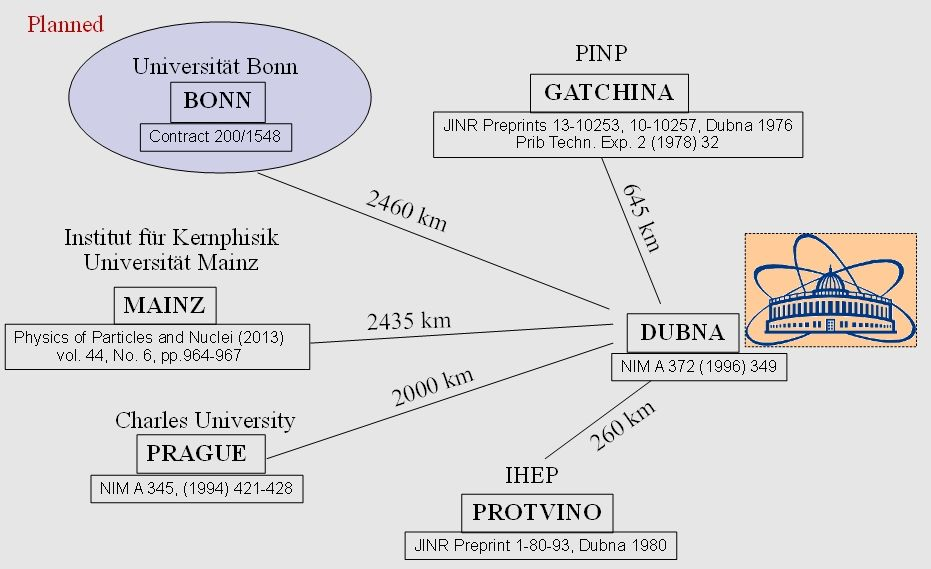 Planned
Universität Bonn
BONN
Contract 200/1548
PINP
GATCHINA
JINR Preprints 13-10253, 10-10257, Dubna 1976
Prib Techn. Exp. 2 (1978) 32
2460 km
645 km
Institut für Kernphisik
Universität Mainz
MAINZ
Physics of Particles and Nuclei (2013)
vol. 44, No. 6, pp.964-967
2435 km
DUBNA
NIM A 372 (1996) 349
2000 km
Charles University
PRAGUE
NIM A 345, (1994) 421-428
260 km
IHEP
PROTVINO
JINR Preprint 1-80-93, Dubna 1980